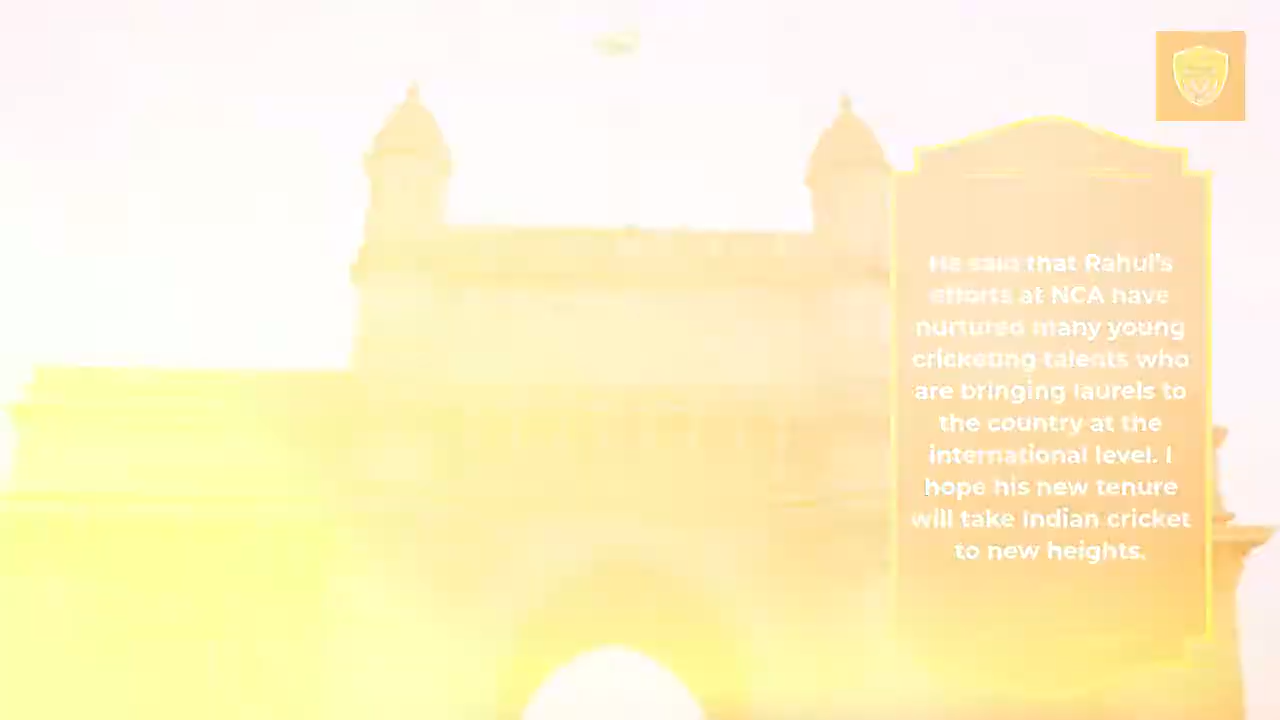 He said that Rahul's
efforts at NCA have
nurtured many young
cricketing talents who
are bringing laurels to
the country at the
international level. I
hope his new tenure
will take Indian cricket
to new heights.